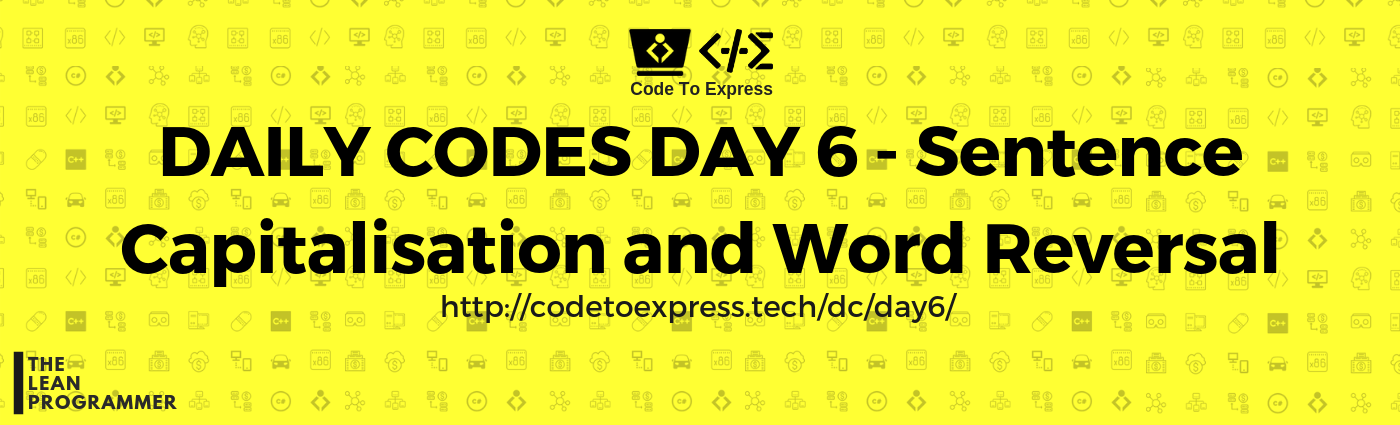 Code To Express
DAILY CODES DAY 6 - Sentence
Capitalisation and Word Reversal
http://codetoexpress.tech/dc/day6/
THE
LEAN
PROGRAMMER